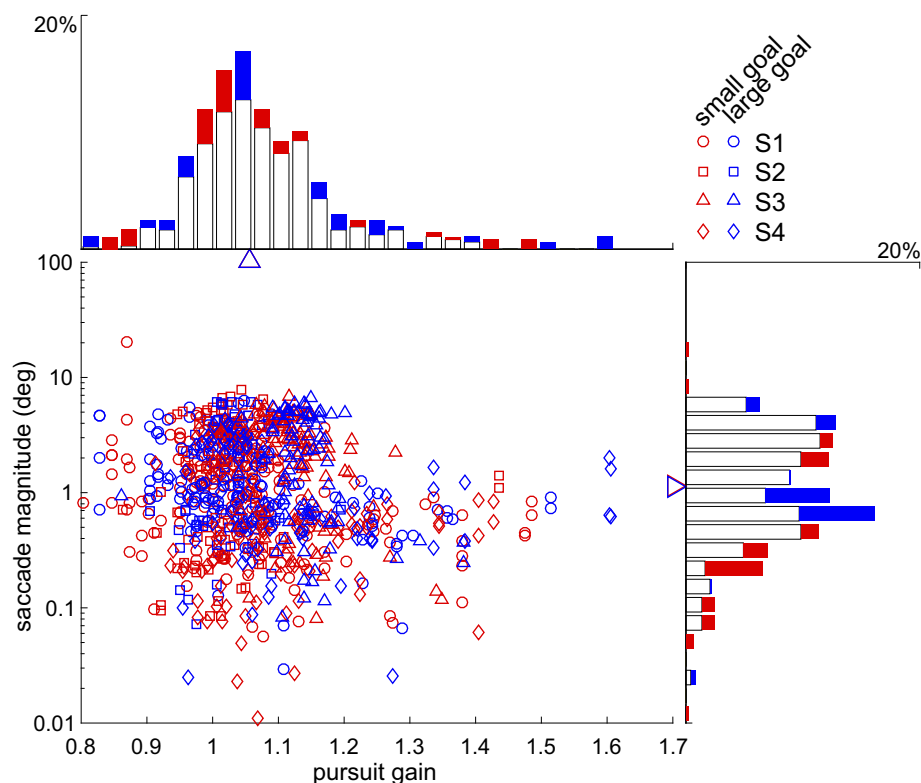 20%
small goal
large goal
S1
S2
S3
S4
100
10
1
0.1
0.01
saccade magnitude (deg)
0.8 0.9 1 1.1 1.2 1.3 1.4 1.5 1.6 1.7
pursuit gain
20%